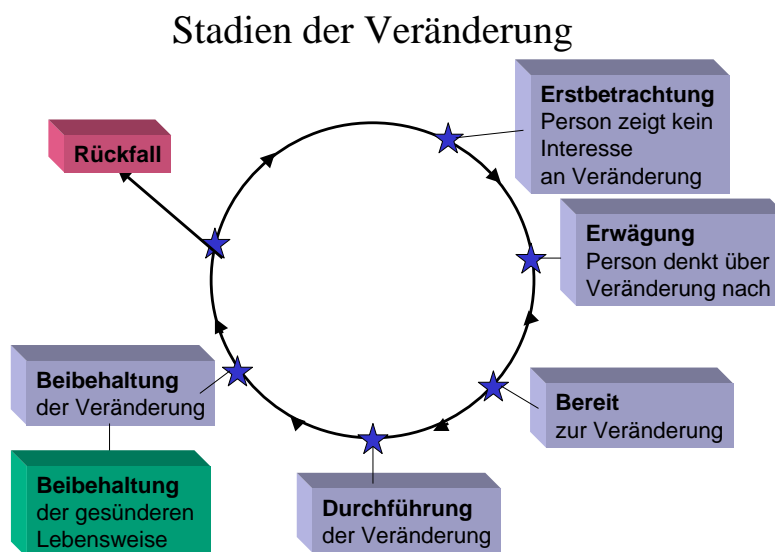 Stadien der Veränderung
Erstbetrachtung
Person zeigt kein
Interesse
an Veränderung
Rückfall
Erwägung
Person denkt über
Veränderung nach
Beibehaltung
der Veränderung
Bereit
zur Veränderung
Beibehaltung
der gesünderen
Lebensweise
Durchführung
der Veränderung